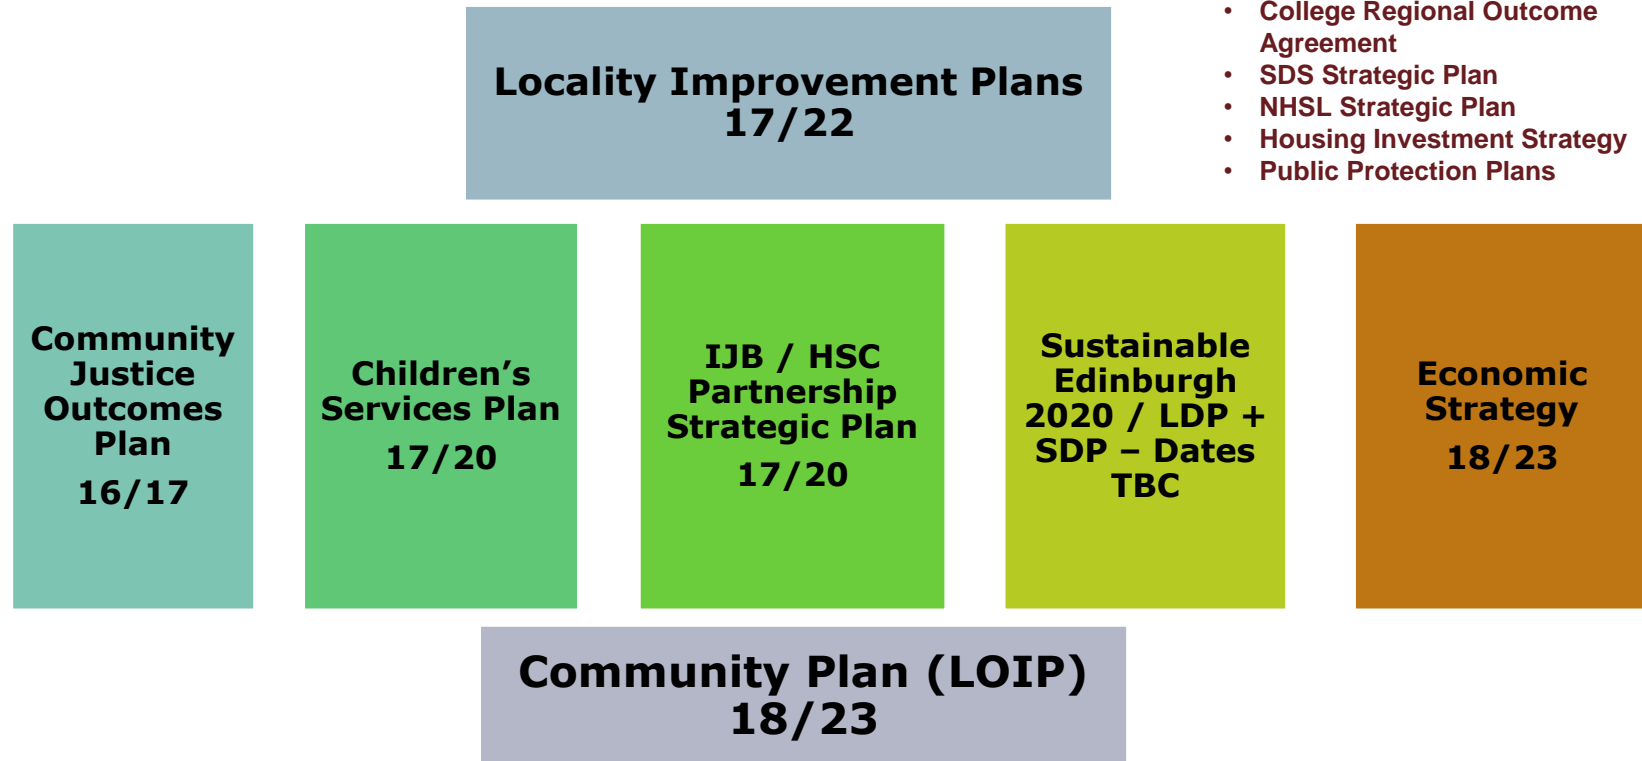 Locality Improvement Plans
17/22
• College Regional Outcome
Agreement
• SDS Strategic Plan
• NHSL Strategic Plan
• Housing Investment Strategy
• Public Protection Plans
Community
Justice
Outcomes
Plan
16/17
Children’s
Services Plan
17/20
IJB / HSC
Partnership
Strategic Plan
17/20
Sustainable
Edinburgh
2020 / LDP +
SDP – Dates
TBC
Economic
Strategy
18/23
Community Plan (LOIP)
18/23